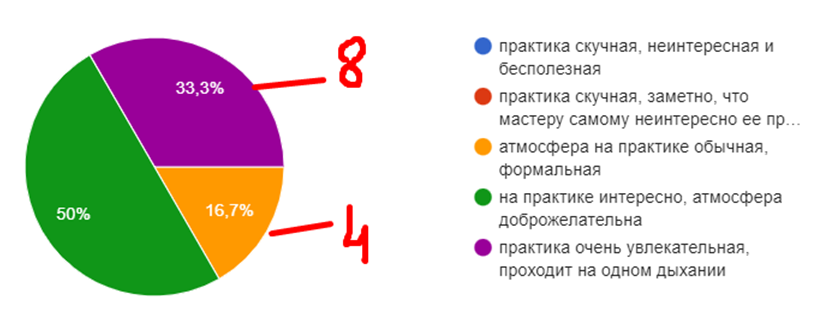 33,3%
8
50%
16,7%
4
практика скучная, неинтересная и
бесполезная
практика скучная, заметно, что
мастеру самому неинтересно ее пр...
атмосфера на практике обычная,
формальная
на практике интересно, атмосфера
доброжелательна
практика очень увлекательная,
проходит на одном дыхании